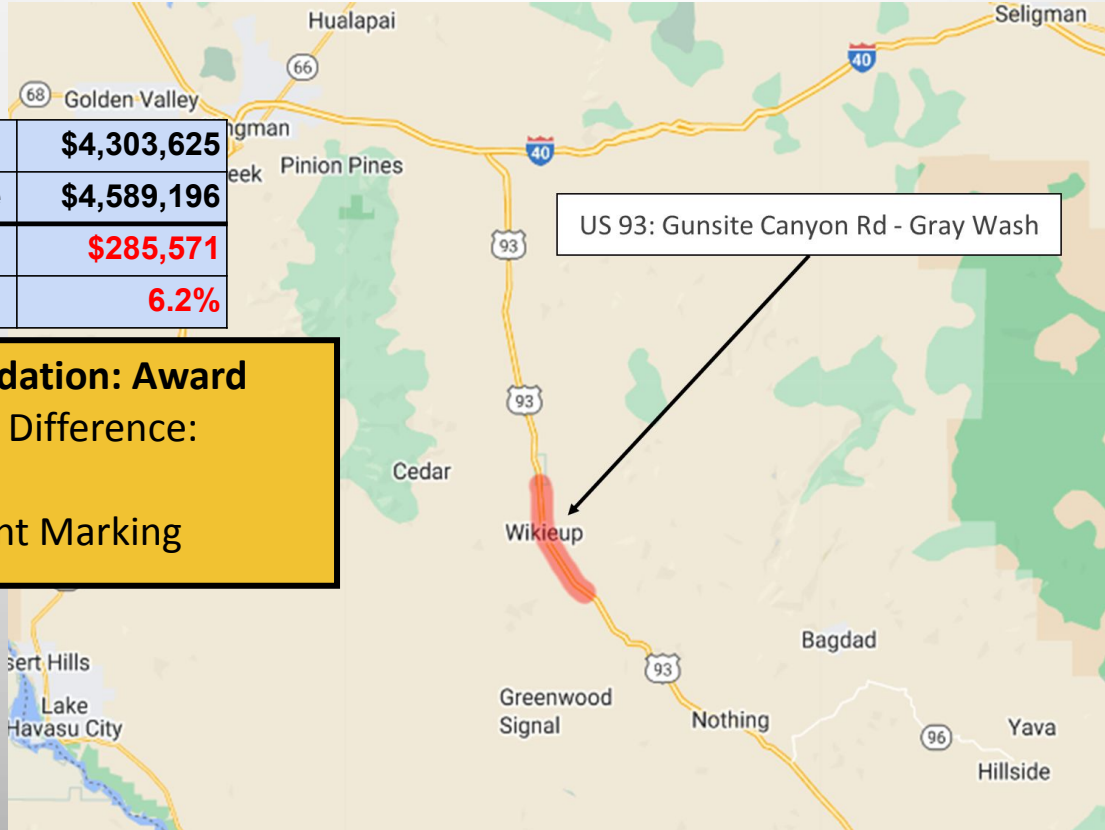 Hualapai
Seligman
66
40
68
Golden Valley
ngman
$4,303,625
eek
Pinion Pines
40
$4,589,196
US 93: Gunsite Canyon Rd - Gray Wash
93
$285,571
6.2%
dation: Award
Difference:
93
Cedar
nt Marking
Wikieup
Bagdad
sert Hills
93
Lake
Havasu City
Greenwood
Signal
Nothing
96
Yava
Hillside